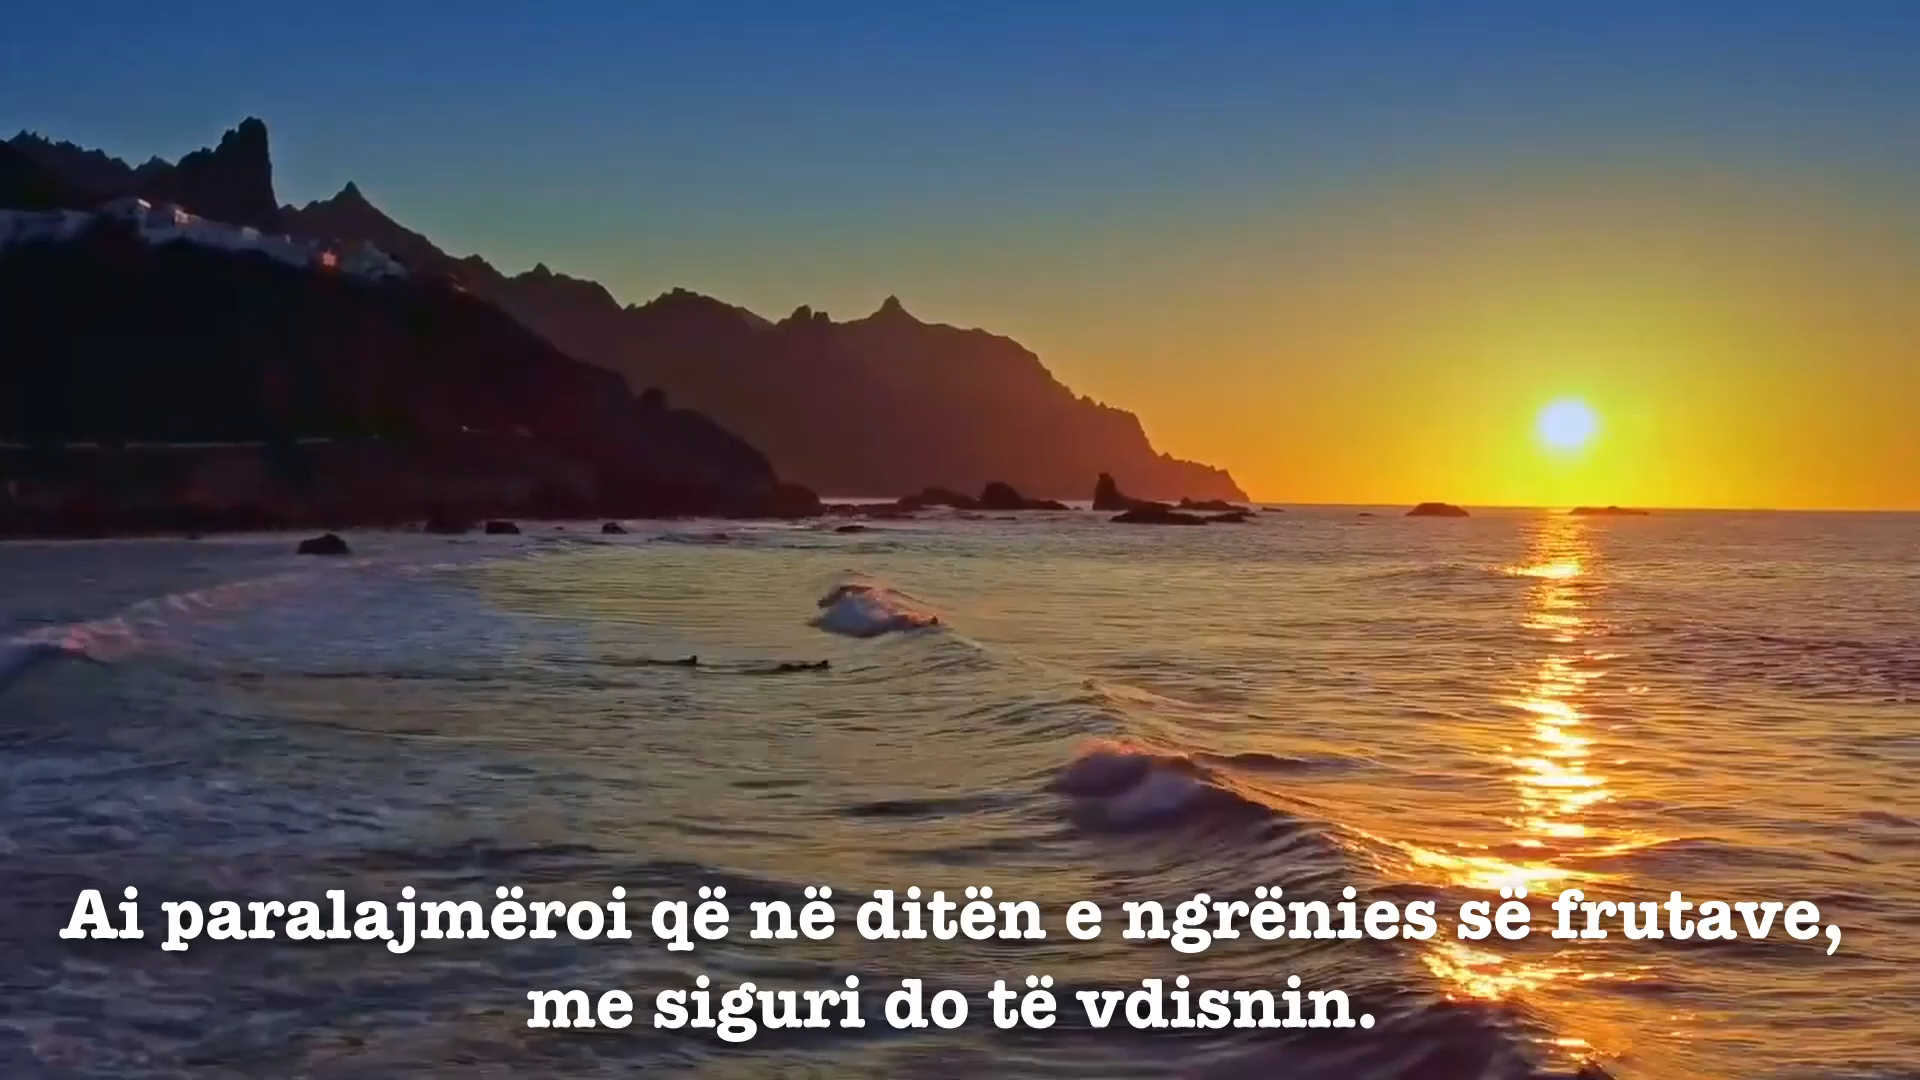 Ai paralajmëroi që në ditën e ngrënies së frutave,
me siguri do të vdisnin.